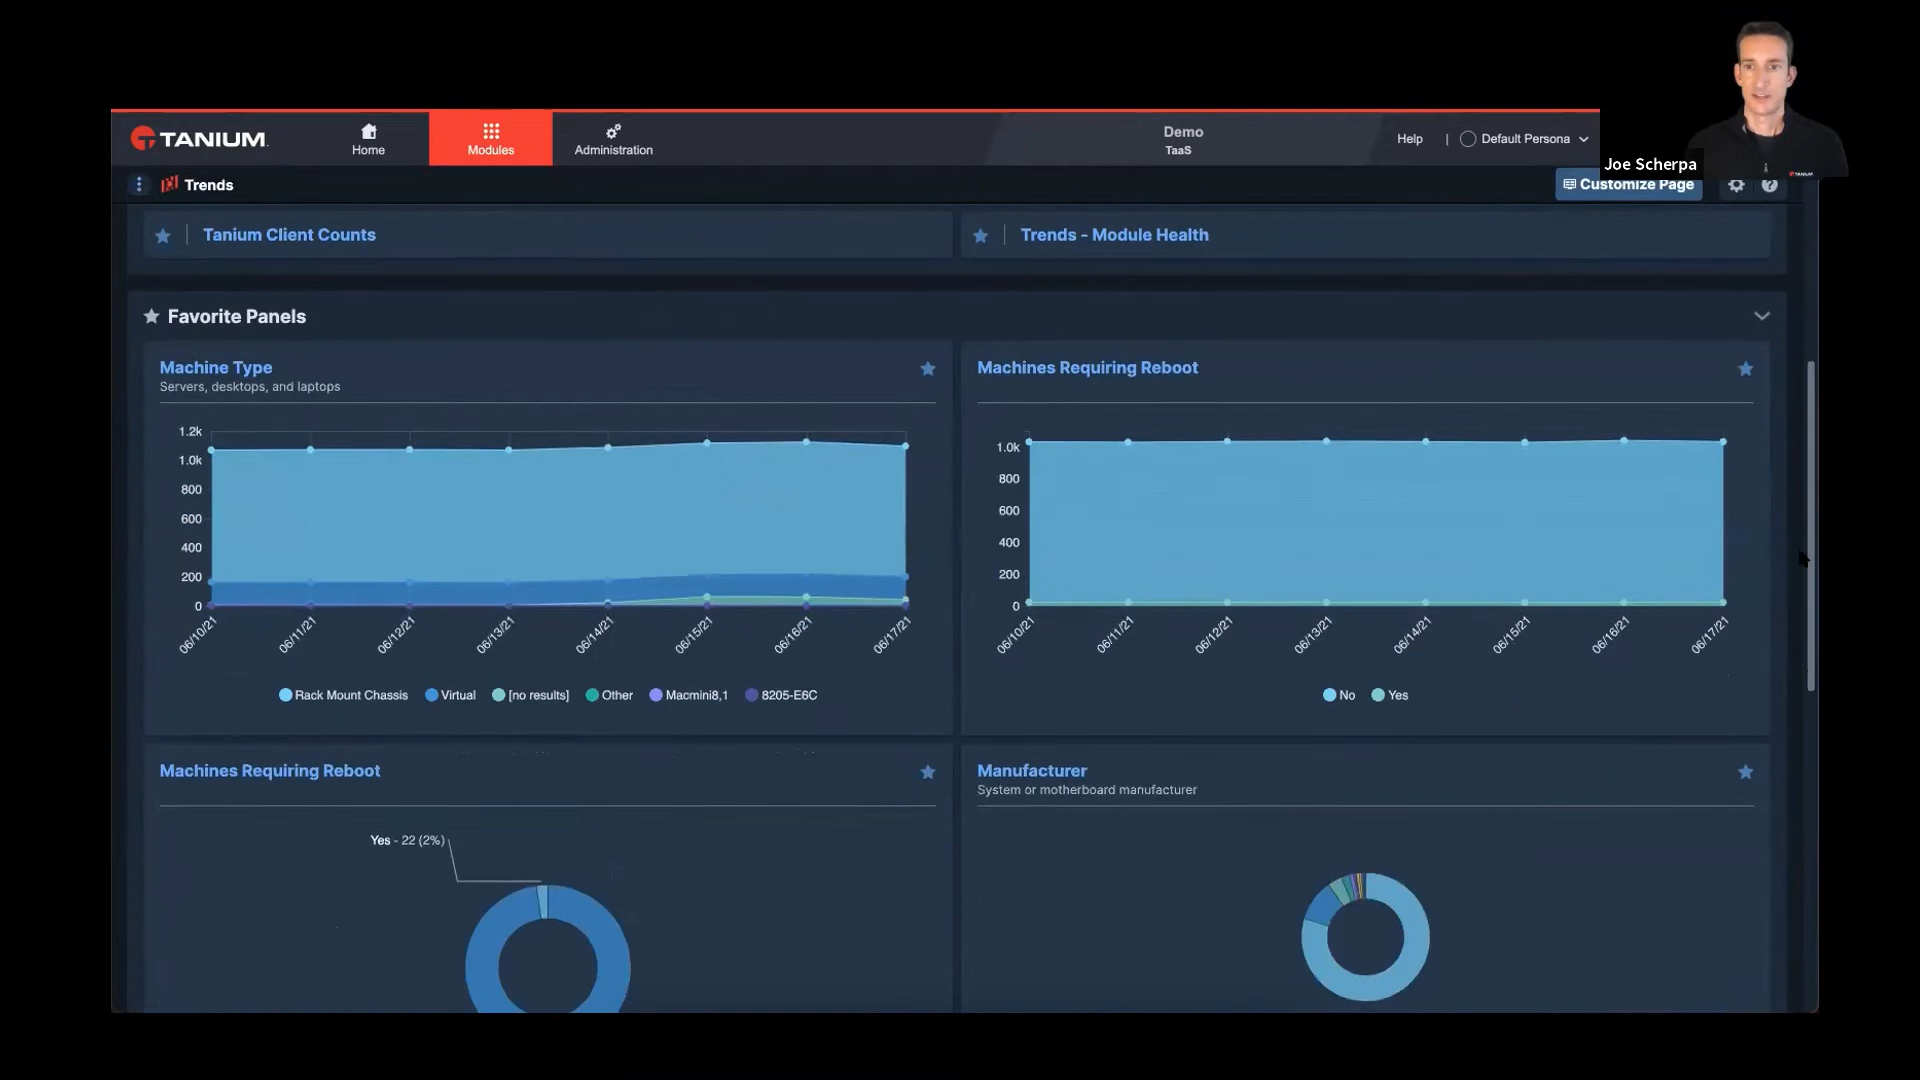 TANIUM
Home
Modules
Administration
Demo
TaaS
Help
Default Persona
Joe Scherpa
Trends
Customize Page
Tanium Client Counts
Trends - Module Health
Favorite Panels
Machine Type
Servers, desktops, and laptops
1.2k
1.0k
800
600
400
200
0
06/10/21
06/11/21
06/12/21
06/13/21
06/14/21
06/15/21
06/16/21
06/17/21
Rack Mount Chassis
Virtual
[no results]
Other
Macmini8,1
8205-E6C
Machines Requiring Reboot
1.0k
800
600
400
200
0
06/10/21
06/11/21
06/12/21
06/13/21
06/14/21
06/15/21
06/16/21
06/17/21
No
Yes
Machines Requiring Reboot
Yes - 22 (2%)
Manufacturer
System or motherboard manufacturer